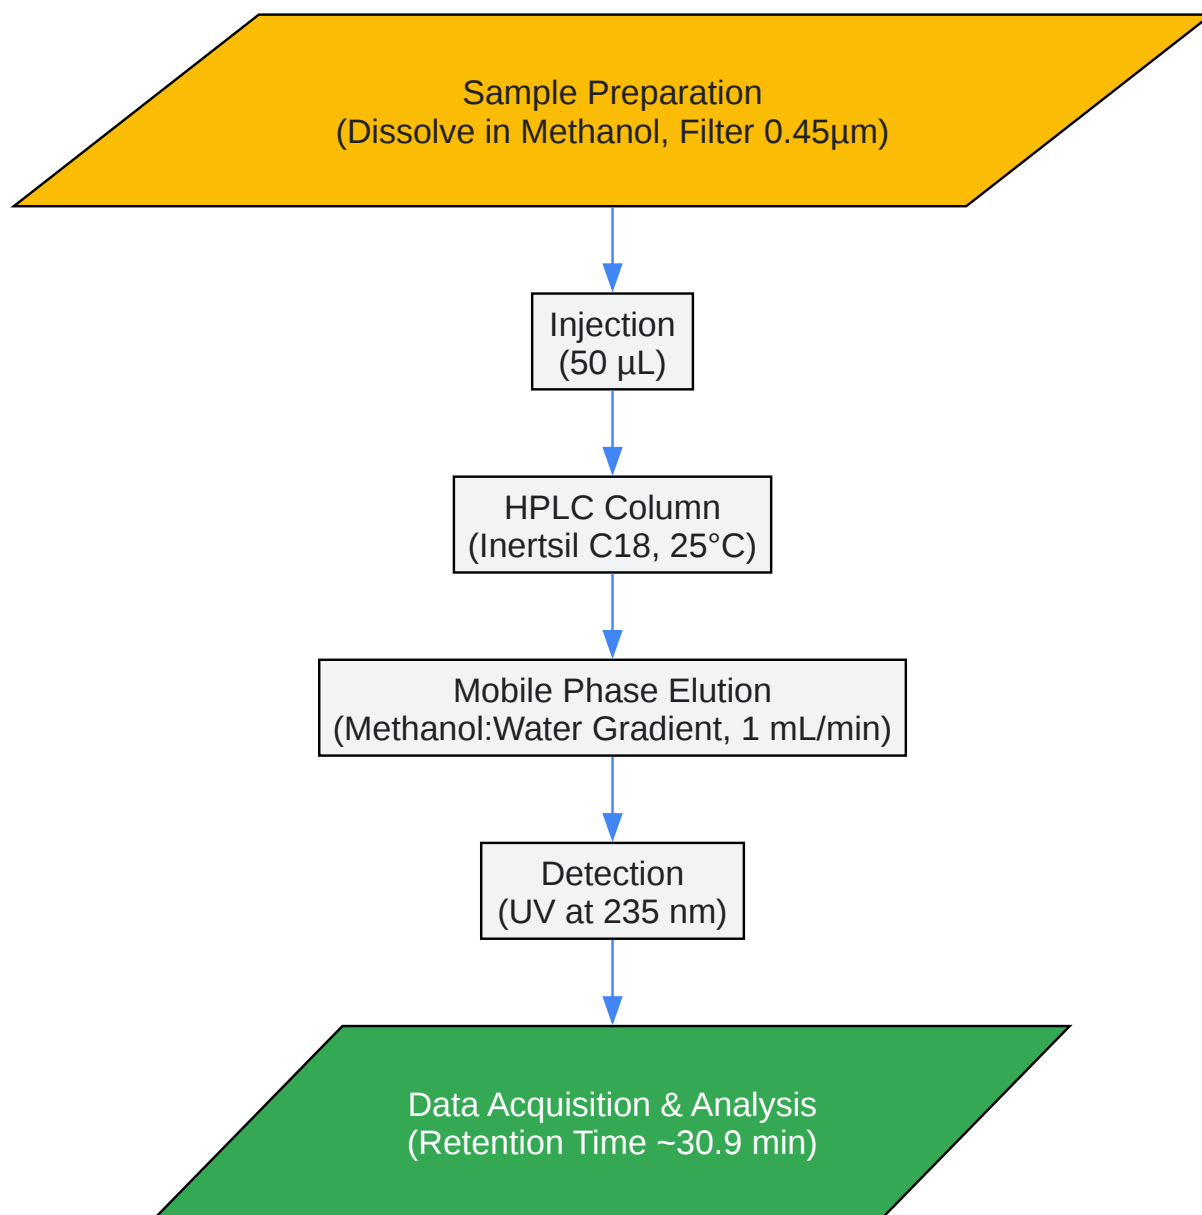 Sample Preparation
(Dissolve in Methanol, Filter 0.45µm)
Injection
(50 µL)
HPLC Column
(Inertsil C18, 25°C)
Mobile Phase Elution
(Methanol:Water Gradient, 1 mL/min)
Detection
(UV at 235 nm)
Data Acquisition & Analysis
(Retention Time ~30.9 min)